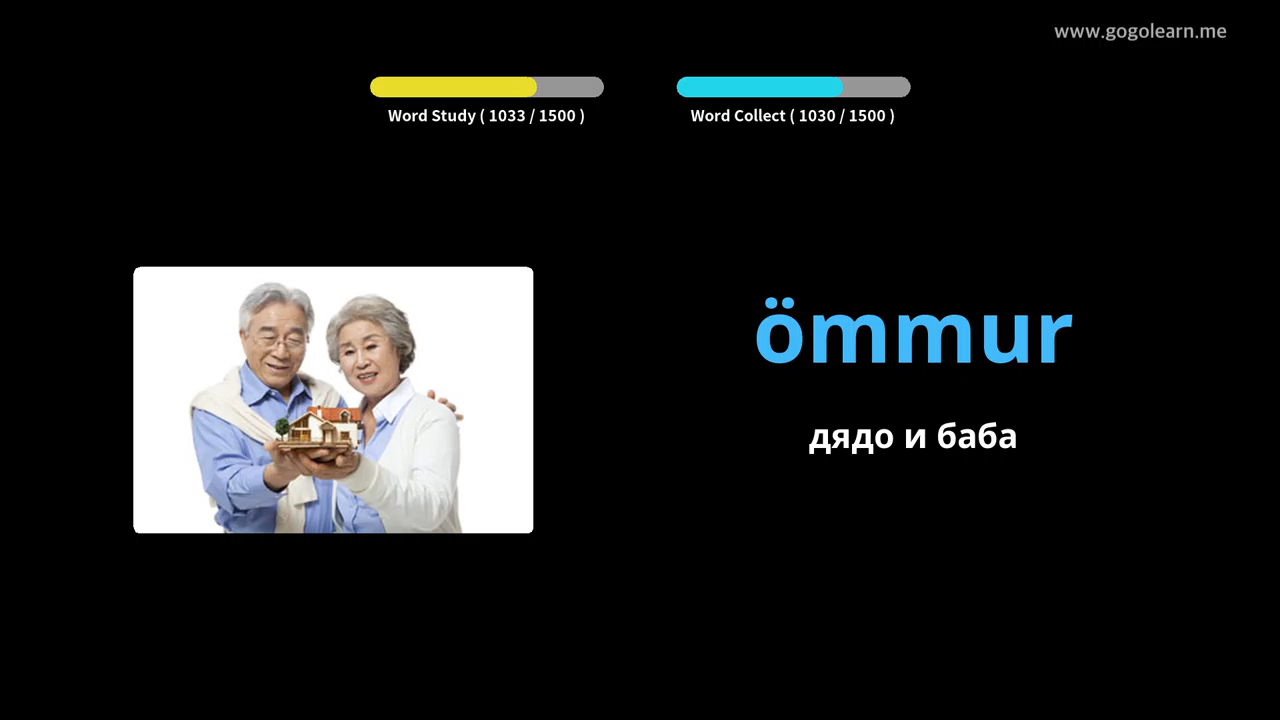 www.gogolearn.me
Word Study ( 1033 / 1500 )
Word Collect ( 1030 / 1500 )
ömmur
дядо и баба